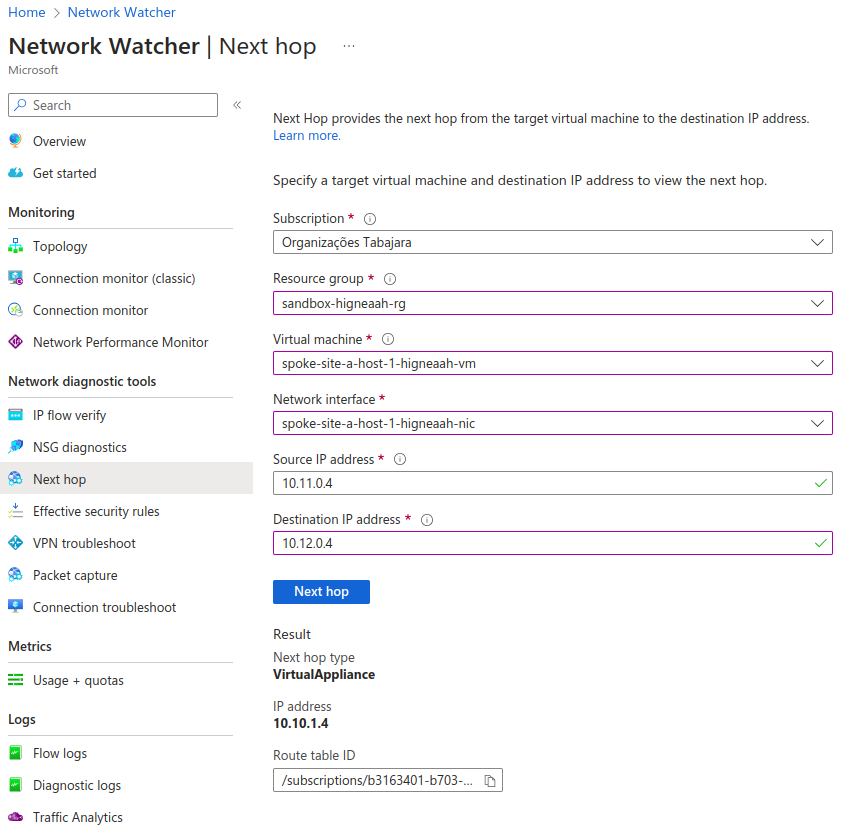 Home > Network Watcher
Network Watcher | Next hop ...
Microsoft
Search «
Overview
Get started
Monitoring
Topology
Connection monitor (classic)
Connection monitor
Network Performance Monitor
Network diagnostic tools
IP flow verify
NSG diagnostics
Next hop
Effective security rules
VPN troubleshoot
Packet capture
Connection troubleshoot
Metrics
Usage + quotas
Logs
Flow logs
Diagnostic logs
Traffic Analytics
Next Hop provides the next hop from the target virtual machine to the destination IP address.
Learn more.
Specify a target virtual machine and destination IP address to view the next hop.
Subscription *
Organizações Tabajara
Resource group *
sandbox-higneaah-rg
Virtual machine *
spoke-site-a-host-1-higneaah-vm
Network interface *
spoke-site-a-host-1-higneaah-nic
Source IP address *
10.11.0.4
Destination IP address *
10.12.0.4
Next hop
Result
Next hop type
VirtualAppliance
IP address
10.10.1.4
Route table ID
/subscriptions/b3163401-b703-...